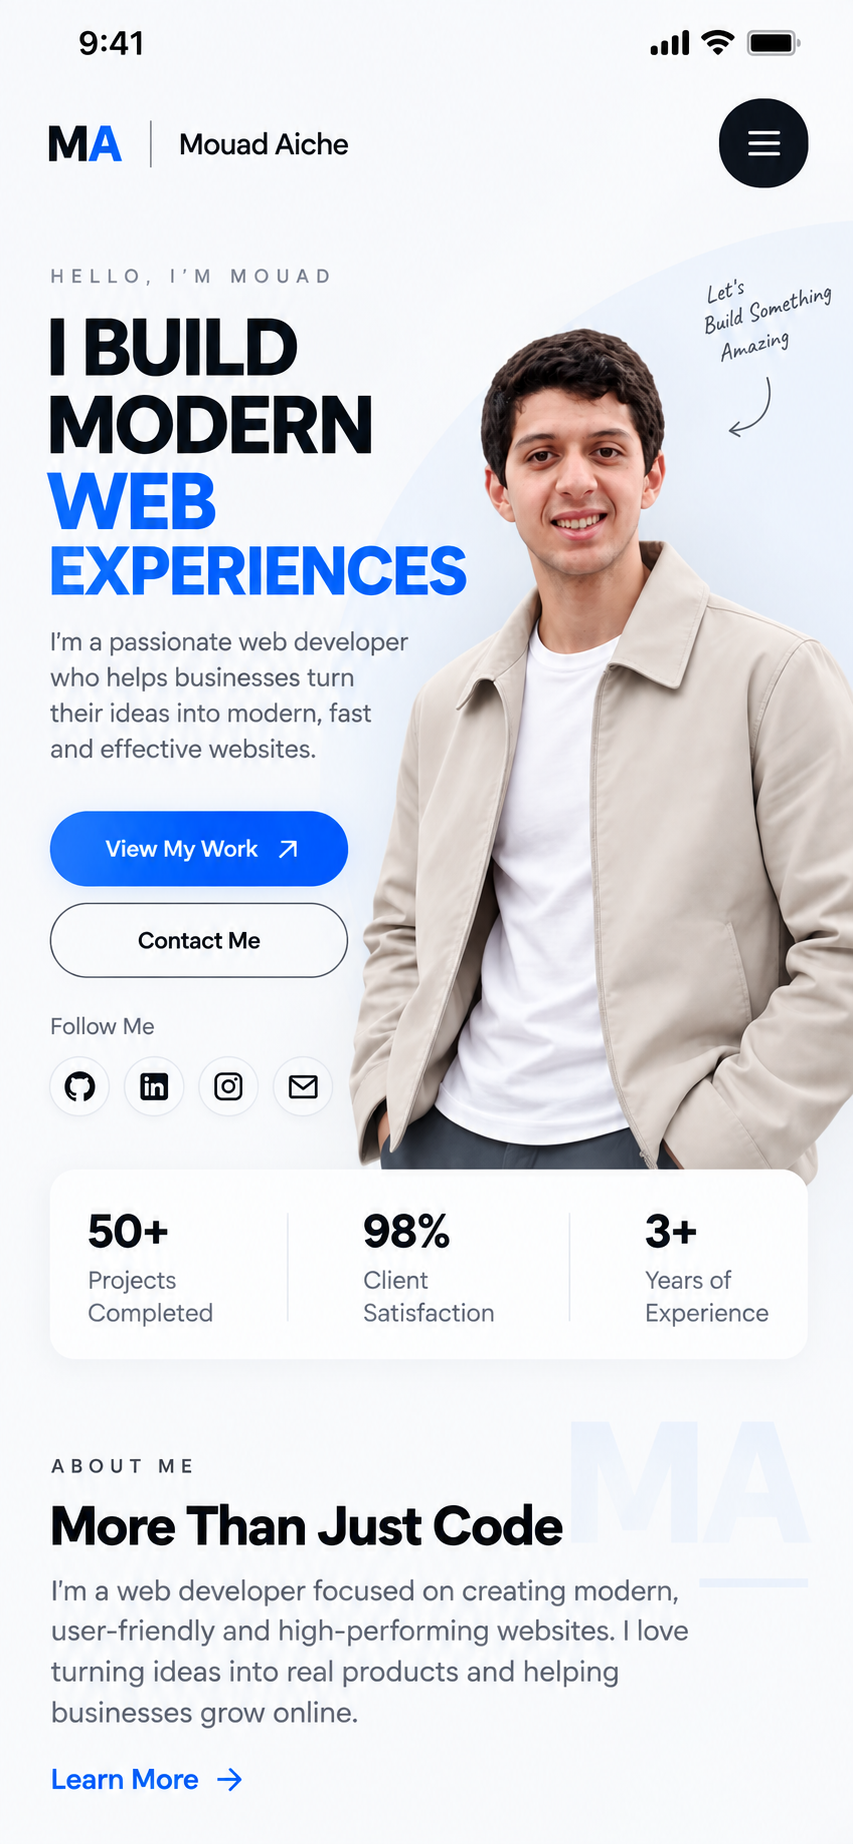 9:41
MA
Mouad Aiche
HELLO, I'M MOUAD
Let's
Build Something
Amazing
I BUILD
MODERN
WEB
EXPERIENCES
I'm a passionate web developer
who helps businesses turn
their ideas into modern, fast
and effective websites.
View My Work
Contact Me
Follow Me
in
50+
Projects
Completed
98%
Client
Satisfaction
3+
Years of
Experience
MA
ABOUT ME
More Than Just Code
I'm a web developer focused on creating modern,
user-friendly and high-performing websites. I love
turning ideas into real products and helping
businesses grow online.
Learn More